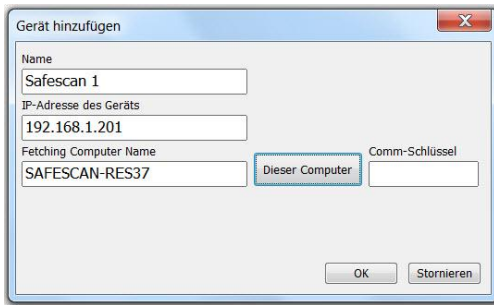 Gerät hinzufügen
Name
Safescan 1
IP-Adresse des Geräts
192.168.1.201
Fetching Computer Name
Comm-Schlüssel
SAFESCAN-RES37
Dieser Computer
OK
Stornieren